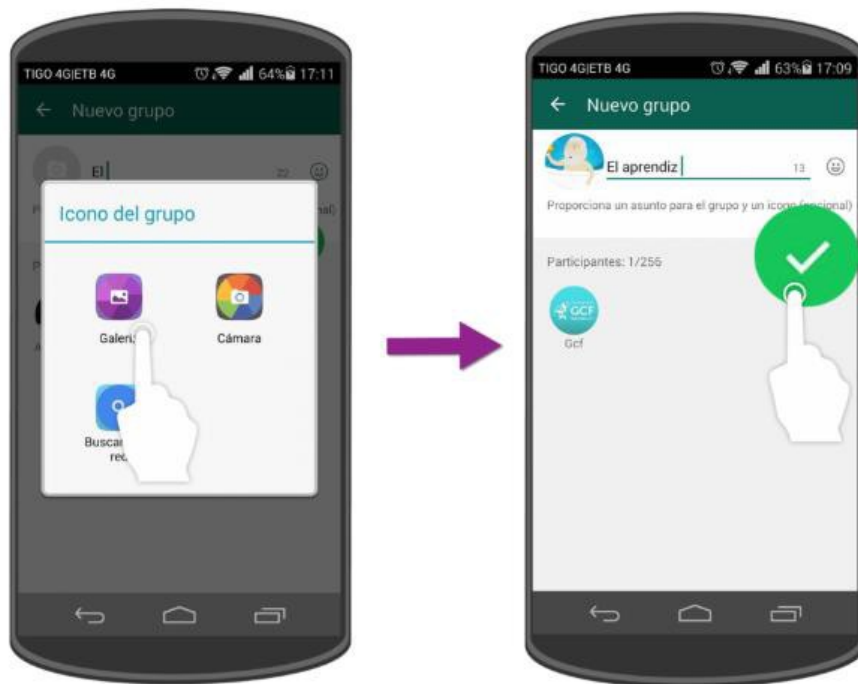 TIGO 4G|ETB 4G 64% 17:11
Nuevo grupo
El 22
Icono del grupo
Cámara
TIGO 4G|ETB 4G 63% 17:09
Nuevo grupo
El aprendiz 13
Proporciona un asunto para el grupo y un icono (opcional)
Participantes: 1/256
GCF
Gcf